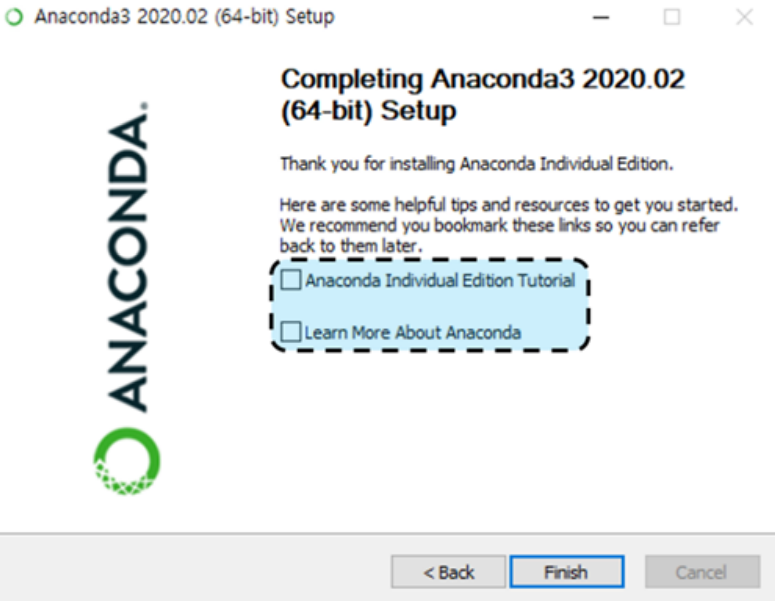 Anaconda3 2020.02 (64-bit) Setup
Completing Anaconda3 2020.02
(64-bit) Setup
ANACONDA.
Thank you for installing Anaconda Individual Edition.
Here are some helpful tips and resources to get you started.
We recommend you bookmark these links so you can refer
back to them later.
Anaconda Individual Edition Tutorial
Learn More About Anaconda
< Back
Finish
Cancel